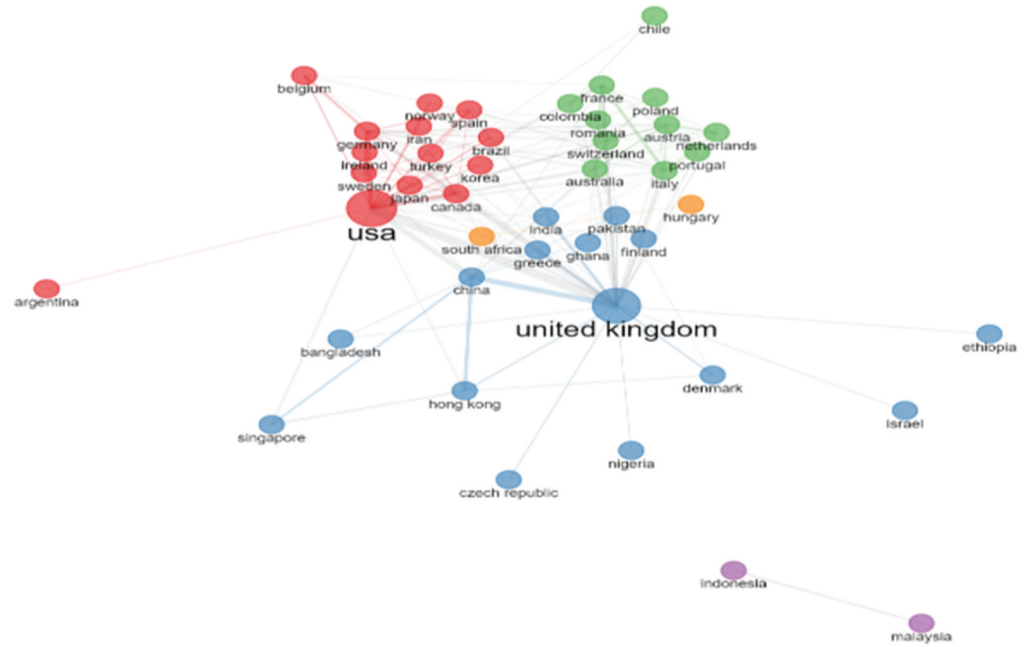 chile
belgium
france
poland
norway
spain
colombia
iran
romania
austria
germany
brazil
netherlands
switzerland
Ireland
turkey
portugal
korea
sweden
australia
italy
japan
canada
usa
hungary
India
pakistan
south africa
ghana
finland
greece
china
argentina
united kingdom
ethiopia
bangladesh
denmark
hong kong
Israel
singapore
nigeria
czech republic
Indonesia
malaysia